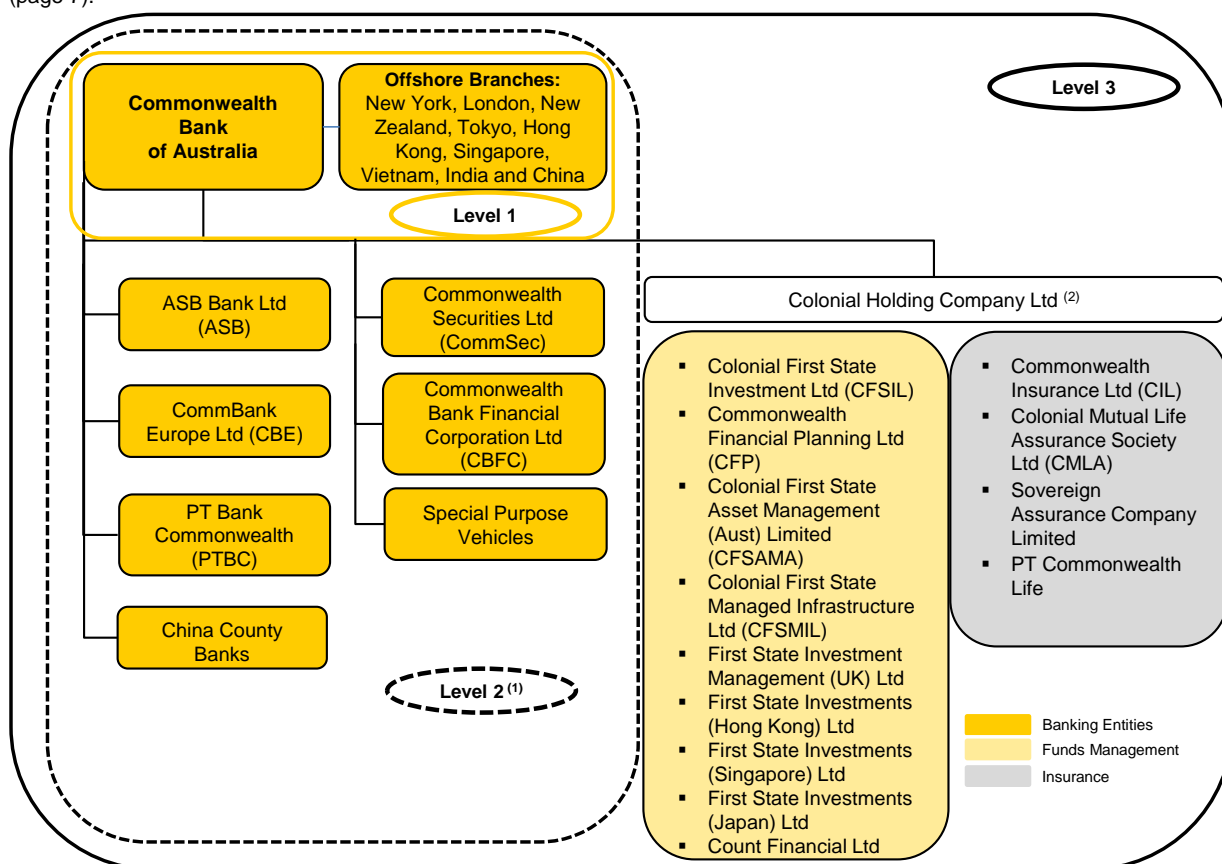 (page 7).
Commonwealth
Bank
of Australia
Offshore Branches:
New York, London, New
Zealand, Tokyo, Hong
Kong, Singapore,
Vietnam, India and China
Level 1
Level 3
ASB Bank Ltd
(ASB)
CommBank
Europe Ltd (CBE)
PT Bank
Commonwealth
(PTBC)
China County
Banks
Commonwealth
Securities Ltd
(CommSec)
Commonwealth
Bank Financial
Corporation Ltd
(CBFC)
Special Purpose
Vehicles
Level 2 (1)
Colonial Holding Company Ltd (2)
▪ Colonial First State
Investment Ltd (CFSIL)
▪ Commonwealth
Financial Planning Ltd
(CFP)
▪ Colonial First State
Asset Management
(Aust) Limited
(CFSAMA)
▪ Colonial First State
Managed Infrastructure
Ltd (CFSMIL)
▪ First State Investment
Management (UK) Ltd
▪ First State Investments
(Hong Kong) Ltd
▪ First State Investments
(Singapore) Ltd
▪ First State Investments
(Japan) Ltd
▪ Count Financial Ltd
▪ Commonwealth
Insurance Ltd (CIL)
▪ Colonial Mutual Life
Assurance Society
Ltd (CMLA)
▪ Sovereign
Assurance Company
Limited
▪ PT Commonwealth
Life
Banking Entities
Funds Management
Insurance